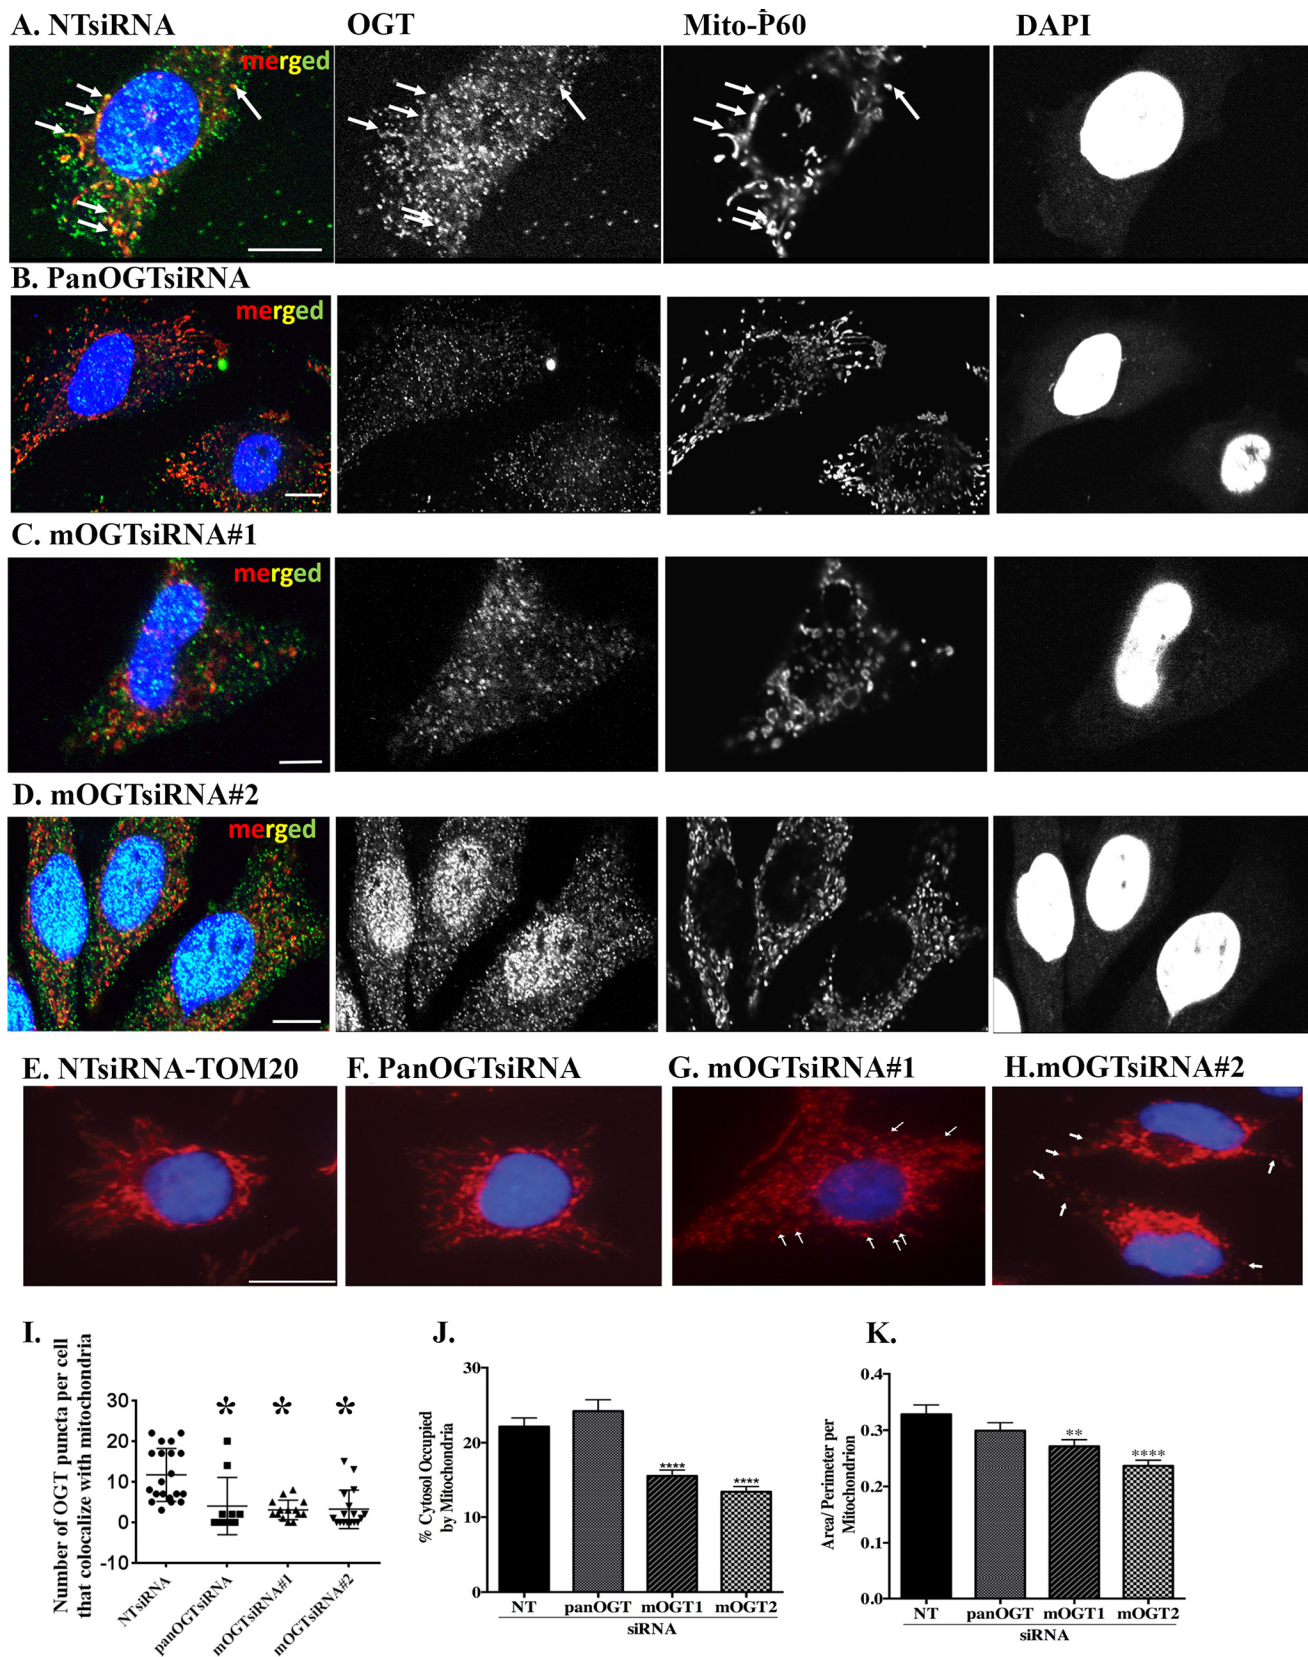 A. NTsiRNA
OGT
Mito-P60
DAPI
merged
B. PanOGTsiRNA
merged
C. mOGTsiRNA#1
merged
D. mOGTsiRNA#2
merged
E. NTsiRNA-TOM20
F. PanOGTsiRNA
G. mOGTsiRNA#1
H.mOGTsiRNA#2
I.
Number of OGT puncta per cell
that colocalize with mitochondria
30
20
10
0
-10
*
*
*
NTsiRNA
panOGTsiRNA
mOGTsiRNA#1
mOGTsiRNA#2
J.
% Cytosol Occupied
by Mitochondria
30
20
10
0
****
****
NT
panOGT
mOGT1
mOGT2
siRNA
K.
Area/ Perimeter per
Mitochondrion
0.4
0.3
0.2
0.1
0.0
**
****
NT
panOGT
mOGT1
mOGT2
siRNA